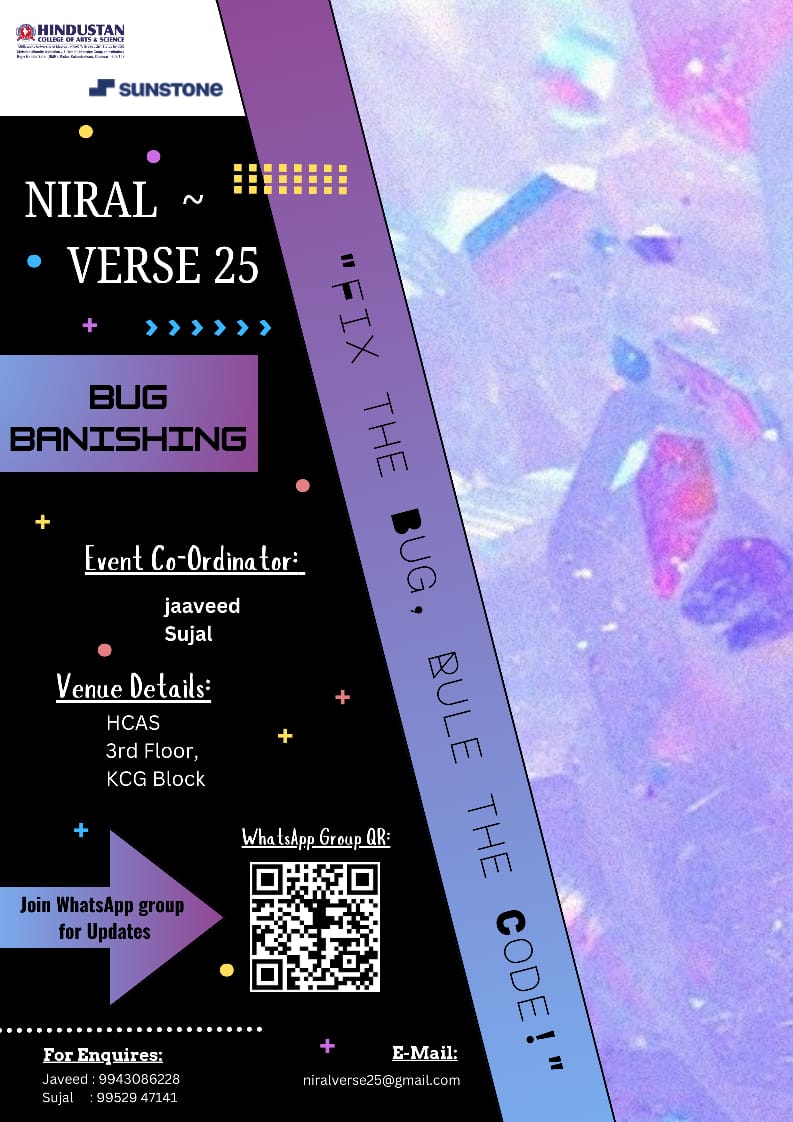 HINDUSTAN
COLLEGE OF ARTS & SCIENCE
SUNSTONE
NIRAL ~
VERSE 25
BUG
BANISHING
"FIX THE BUG, RULE THE CODE!"
Event Co-Ordinator:
jaaveed
Sujal
Venue Details:
HCAS
3rd Floor,
KCG Block
WhatsApp Group QR:
Join WhatsApp group
for Updates
For Enquires:
Javeed : 9943086228
Sujal : 99529 47141
E-Mail:
niralverse25@gmail.com